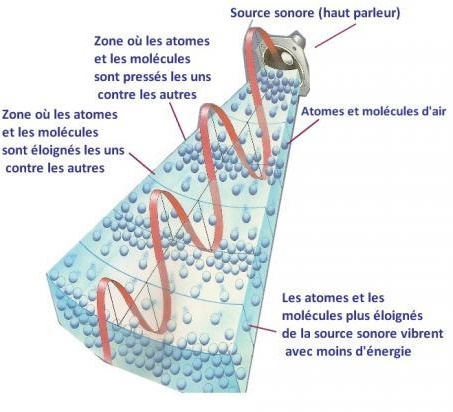 Source sonore (haut parleur)
Zone où les atomes
et les molécules
sont pressés les uns
contre les autres
Zone où les atomes
et les molécules
sont éloignés les uns
contre les autres
Atomes et molécules d'air
Les atomes et les
molécules plus éloignés
de la source sonore vibrent
avec moins d'énergie